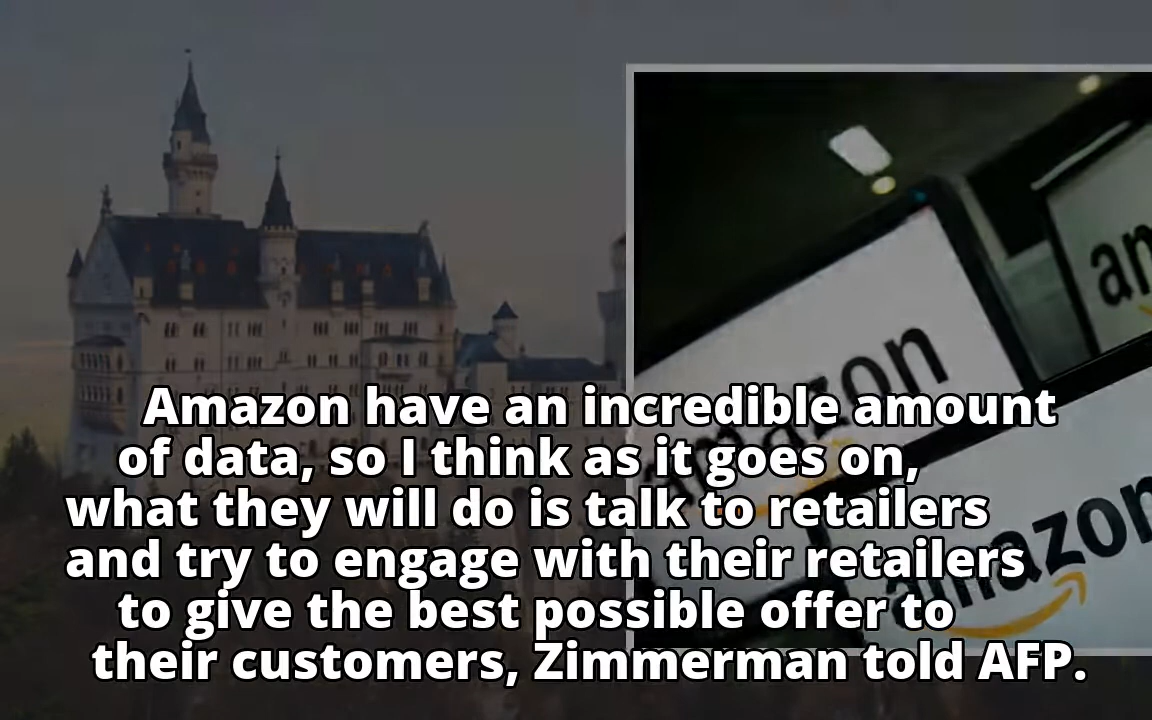 Amazon have an incredible amount
of data, so I think as it goes on,
what they will do is talk to retailers
and try to engage with their retailers
to give the best possible offer to
their customers, Zimmerman told AFP.
amazon
amazon